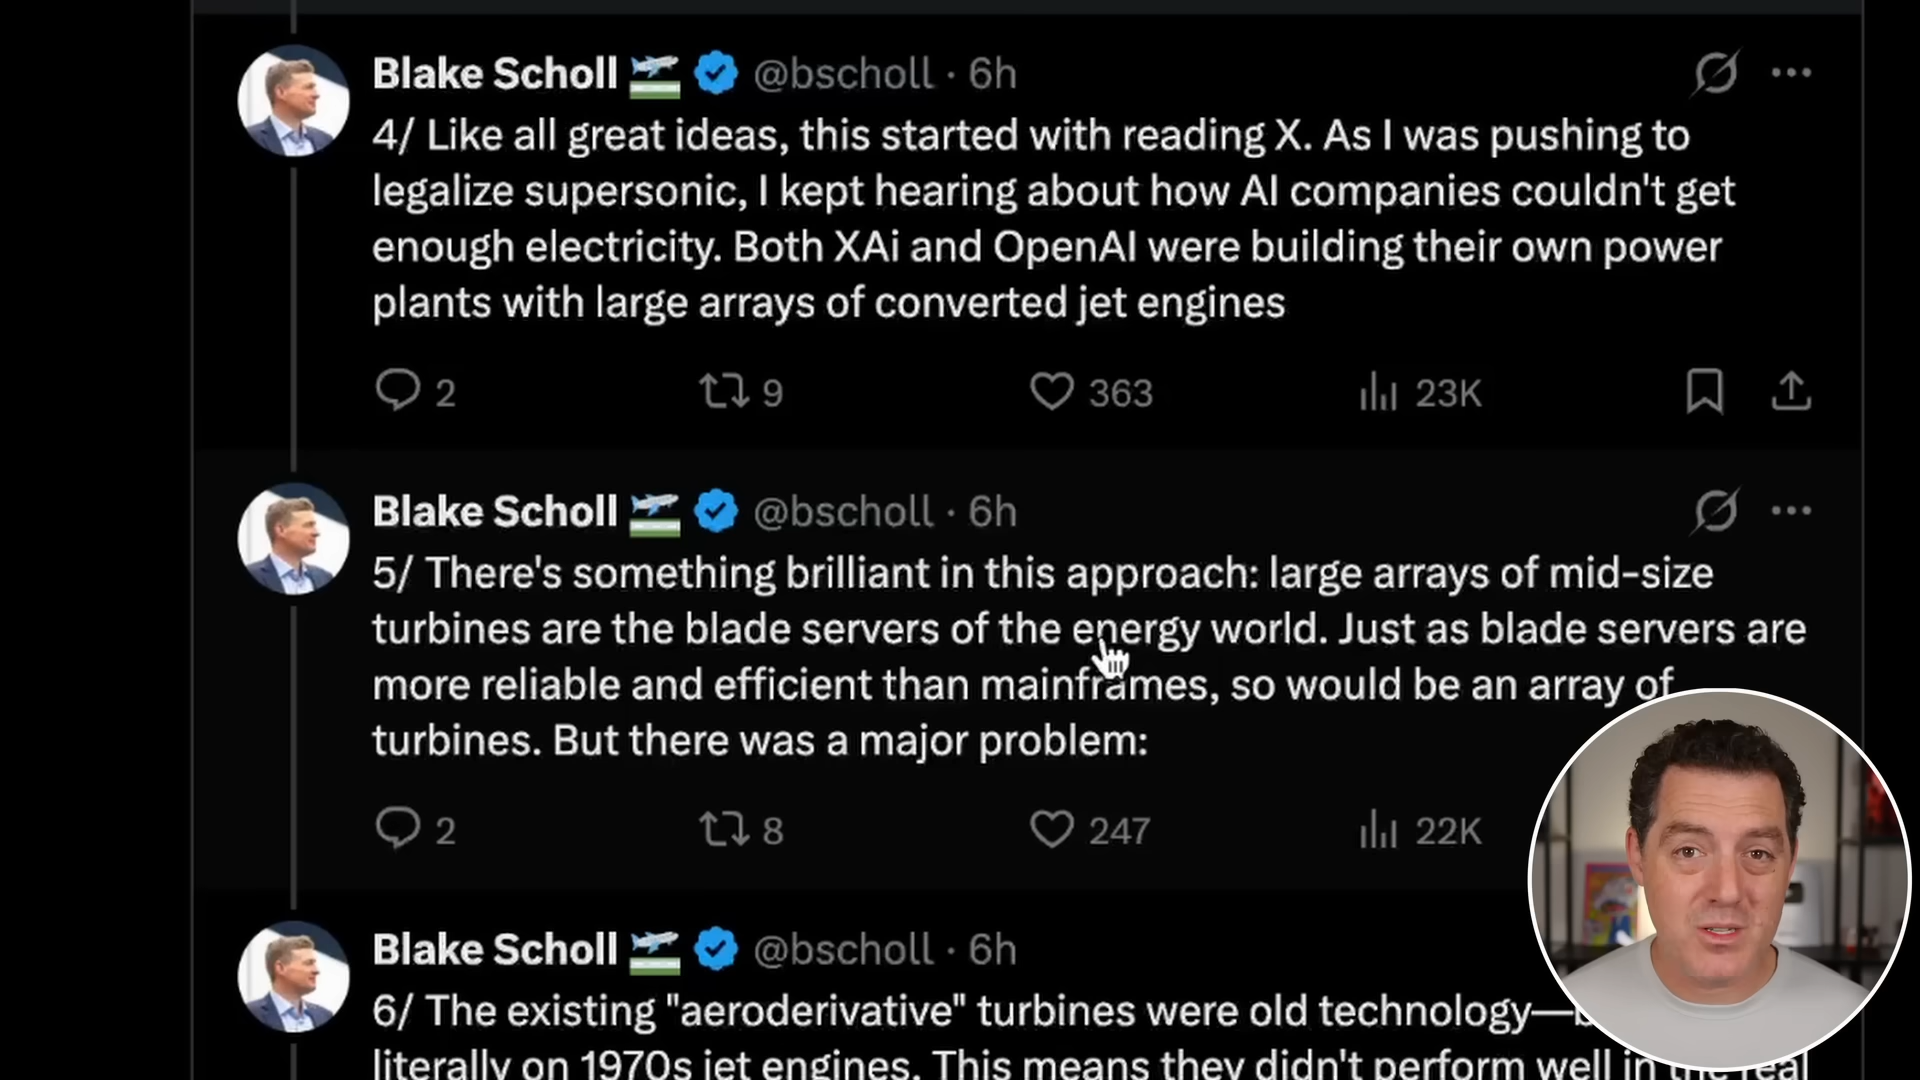 Blake Scholl @bscholl · 6h
4/ Like all great ideas, this started with reading X. As I was pushing to
legalize supersonic, I kept hearing about how AI companies couldn't get
enough electricity. Both XAi and OpenAI were building their own power
plants with large arrays of converted jet engines
2 9 363 23K
Blake Scholl @bscholl · 6h
5/ There's something brilliant in this approach: large arrays of mid-size
turbines are the blade servers of the energy world. Just as blade servers are
more reliable and efficient than mainframes, so would be an array of
turbines. But there was a major problem:
2 8 247 22K
Blake Scholl @bscholl · 6h
6/ The existing "aeroderivative" turbines were old technology—
literally on 1970s jet engines. This means they didn't perform well in